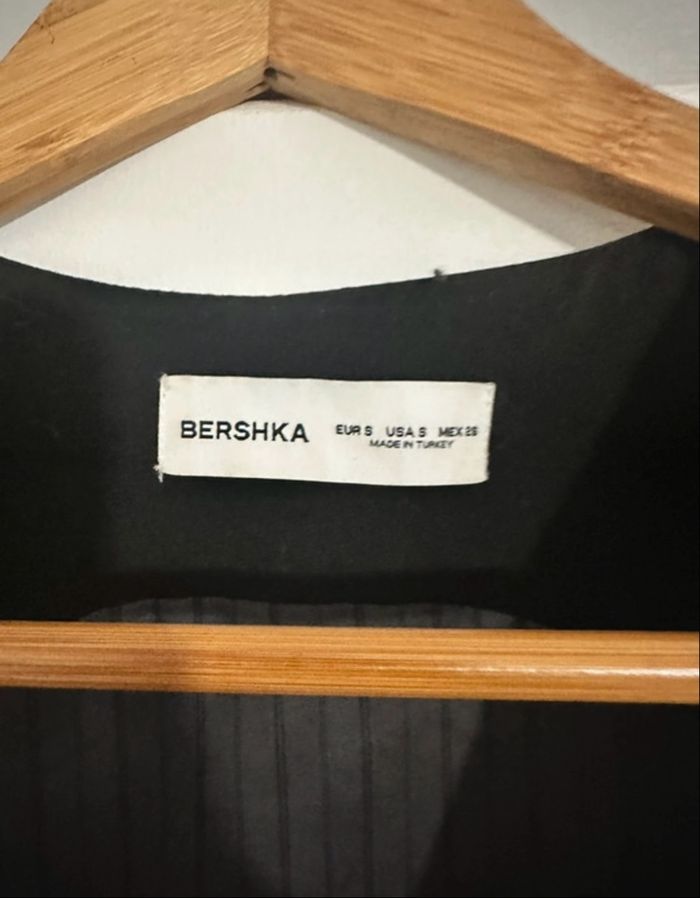 BERSHKA
EUR S USA S MEX 26
MADE IN TURKEY